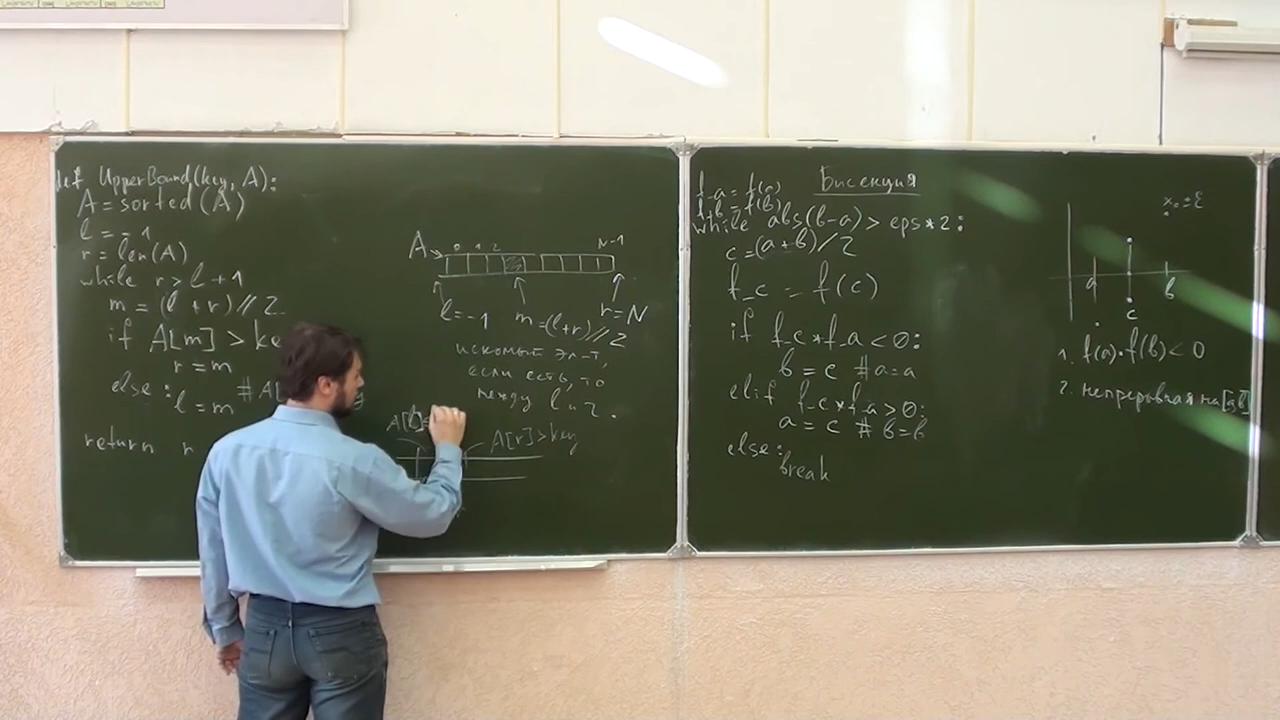 def UpperBound(key, A):
A = sorted(A)
l = -1
r = len(A)
while r > l + 1
m = (l + r) // 2
if A[m] > ke
r = m
else: # A[
l = m
return r
A
0 1 2 N-1
l = -1 m = (l+r)//2 r = N
искомый эл-т,
если есть, то
между l и r.
A[l]
A[r] > key
Бисекция
f_a = f(a)
f_b = f(b)
while abs(b-a) > eps*2:
c = (a + b) / 2
f_c = f(c)
if f_c * f_a < 0:
b = c # a = a
elif f_c * f_a > 0:
a = c # b = b
else:
break
x₀ ± ε
a b
c
1. f(a)·f(b) < 0
2. непрерывная на [a,b]